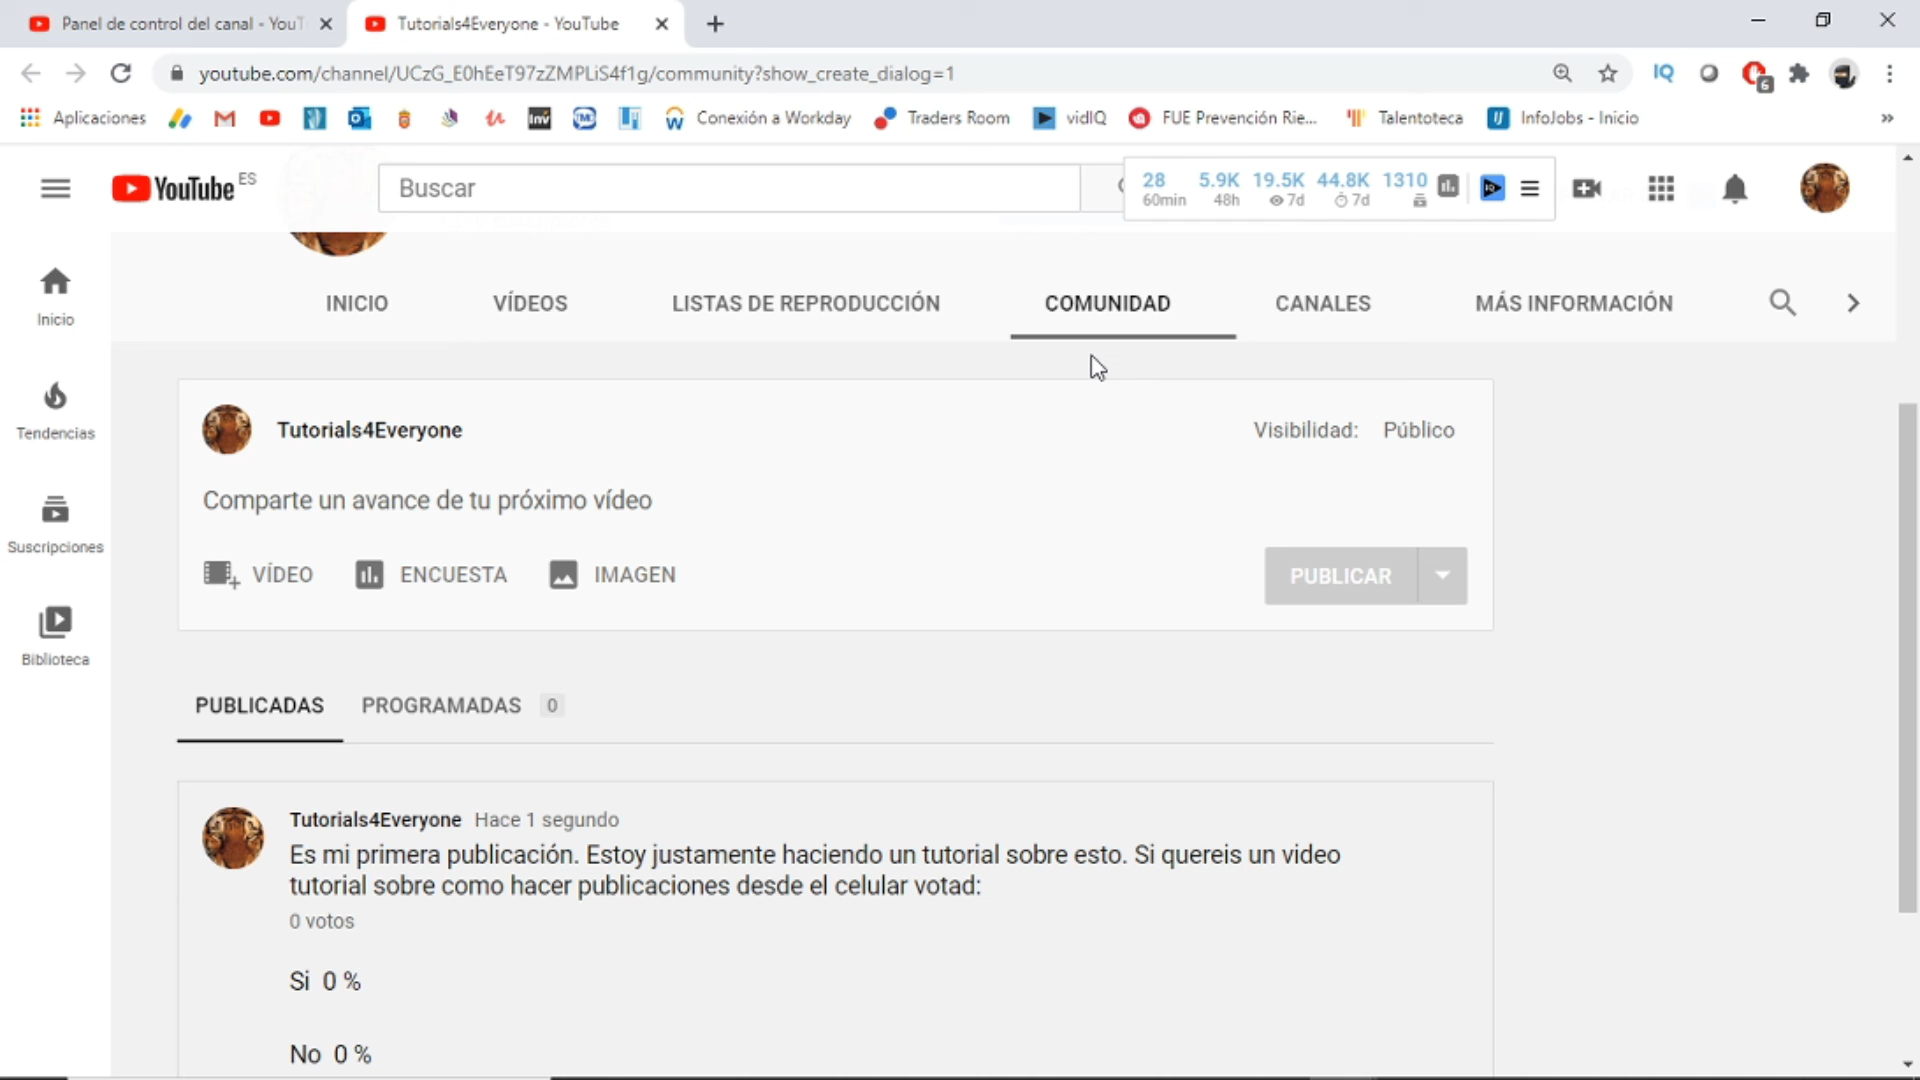 Panel de control del canal - YouT
Tutorials4Everyone - YouTube
youtube.com/channel/UCzG_E0hEeT97zZMPLiS4f1g/community?show_create_dialog=1
IQ
6
Aplicaciones
Inv
Conexión a Workday
Traders Room
vidIQ
FUE Prevención Rie...
Talentoteca
InfoJobs - Inicio
YouTube ES
Buscar
28 5.9K 19.5K 44.8K 1310
60min 48h 7d 7d
INICIO
VÍDEOS
LISTAS DE REPRODUCCIÓN
COMUNIDAD
CANALES
MÁS INFORMACIÓN
Inicio
Tendencias
Suscripciones
Biblioteca
Tutorials4Everyone
Visibilidad: Público
Comparte un avance de tu próximo vídeo
VÍDEO
ENCUESTA
IMAGEN
PUBLICAR
PUBLICADAS
PROGRAMADAS 0
Tutorials4Everyone Hace 1 segundo
Es mi primera publicación. Estoy justamente haciendo un tutorial sobre esto. Si quereis un video
tutorial sobre como hacer publicaciones desde el celular votad:
0 votos
Si 0 %
No 0 %